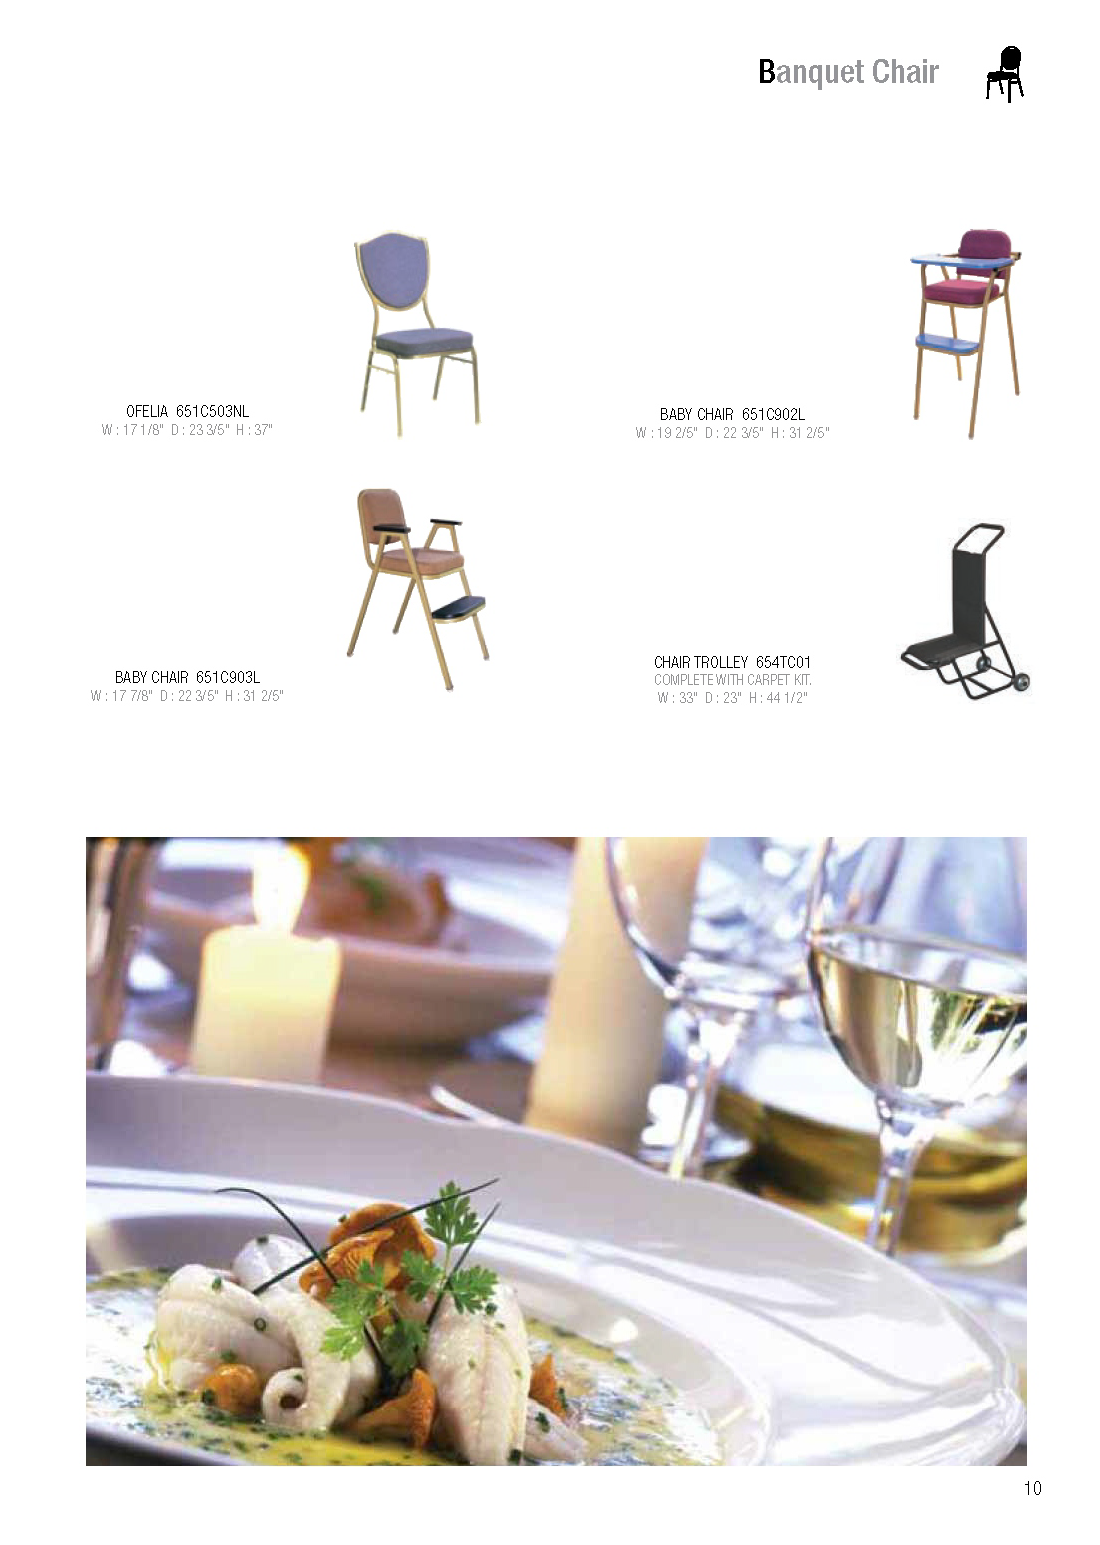 Banquet Chair
OFELIA 651C503NL
W : 17 1/8" D : 23 3/5" H : 37"
BABY CHAIR 651C902L
W : 19 2/5" D : 22 3/5" H : 31 2/5"
BABY CHAIR 651C903L
W : 17 7/8" D : 22 3/5" H : 31 2/5"
CHAIR TROLLEY 654TC01
COMPLETE WITH CARPET KIT.
W : 33" D : 23" H : 44 1/2"
10